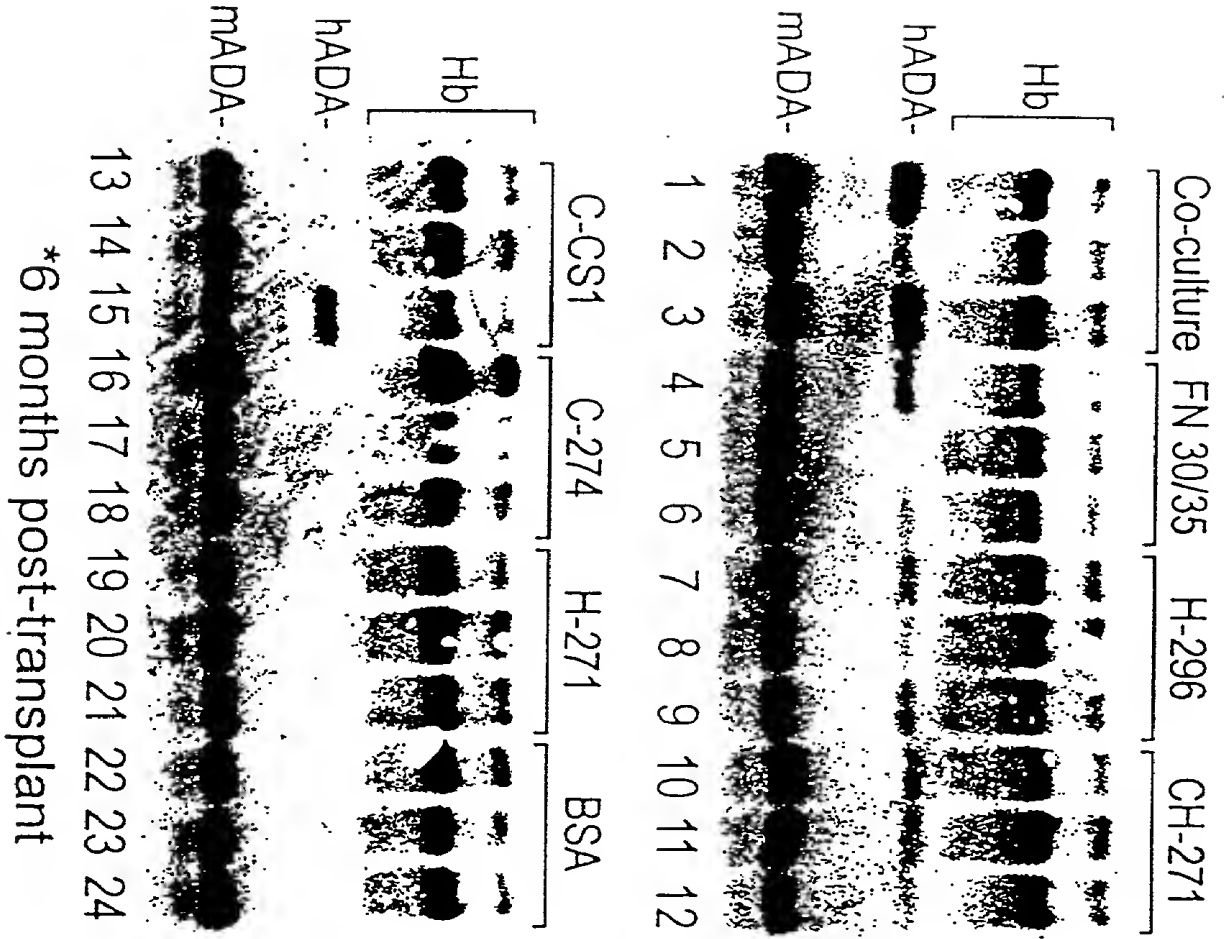 Co-culture FN 30/35 H-296 CH-271
Hb
hADA-
mADA-
1 2 3 4 5 6 7 8 9 10 11 12
C-CS1 C-274 H-271 BSA
Hb
hADA-
mADA-
13 14 15 16 17 18 19 20 21 22 23 24
*6 months post-transplant